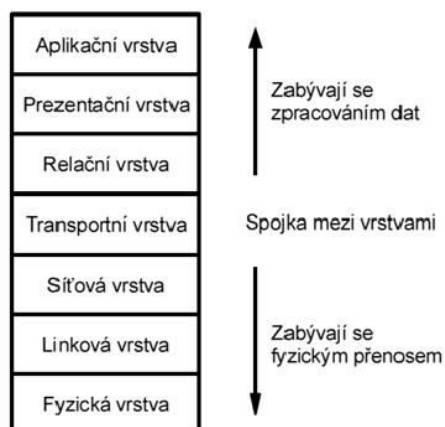 Aplikační vrstva
Prezentační vrstva
Relační vrstva
Transportní vrstva
Síťová vrstva
Linková vrstva
Fyzická vrstva
Zabývají se
zpracováním dat
Spojka mezi vrstvami
Zabývají se
fyzickým přenosem